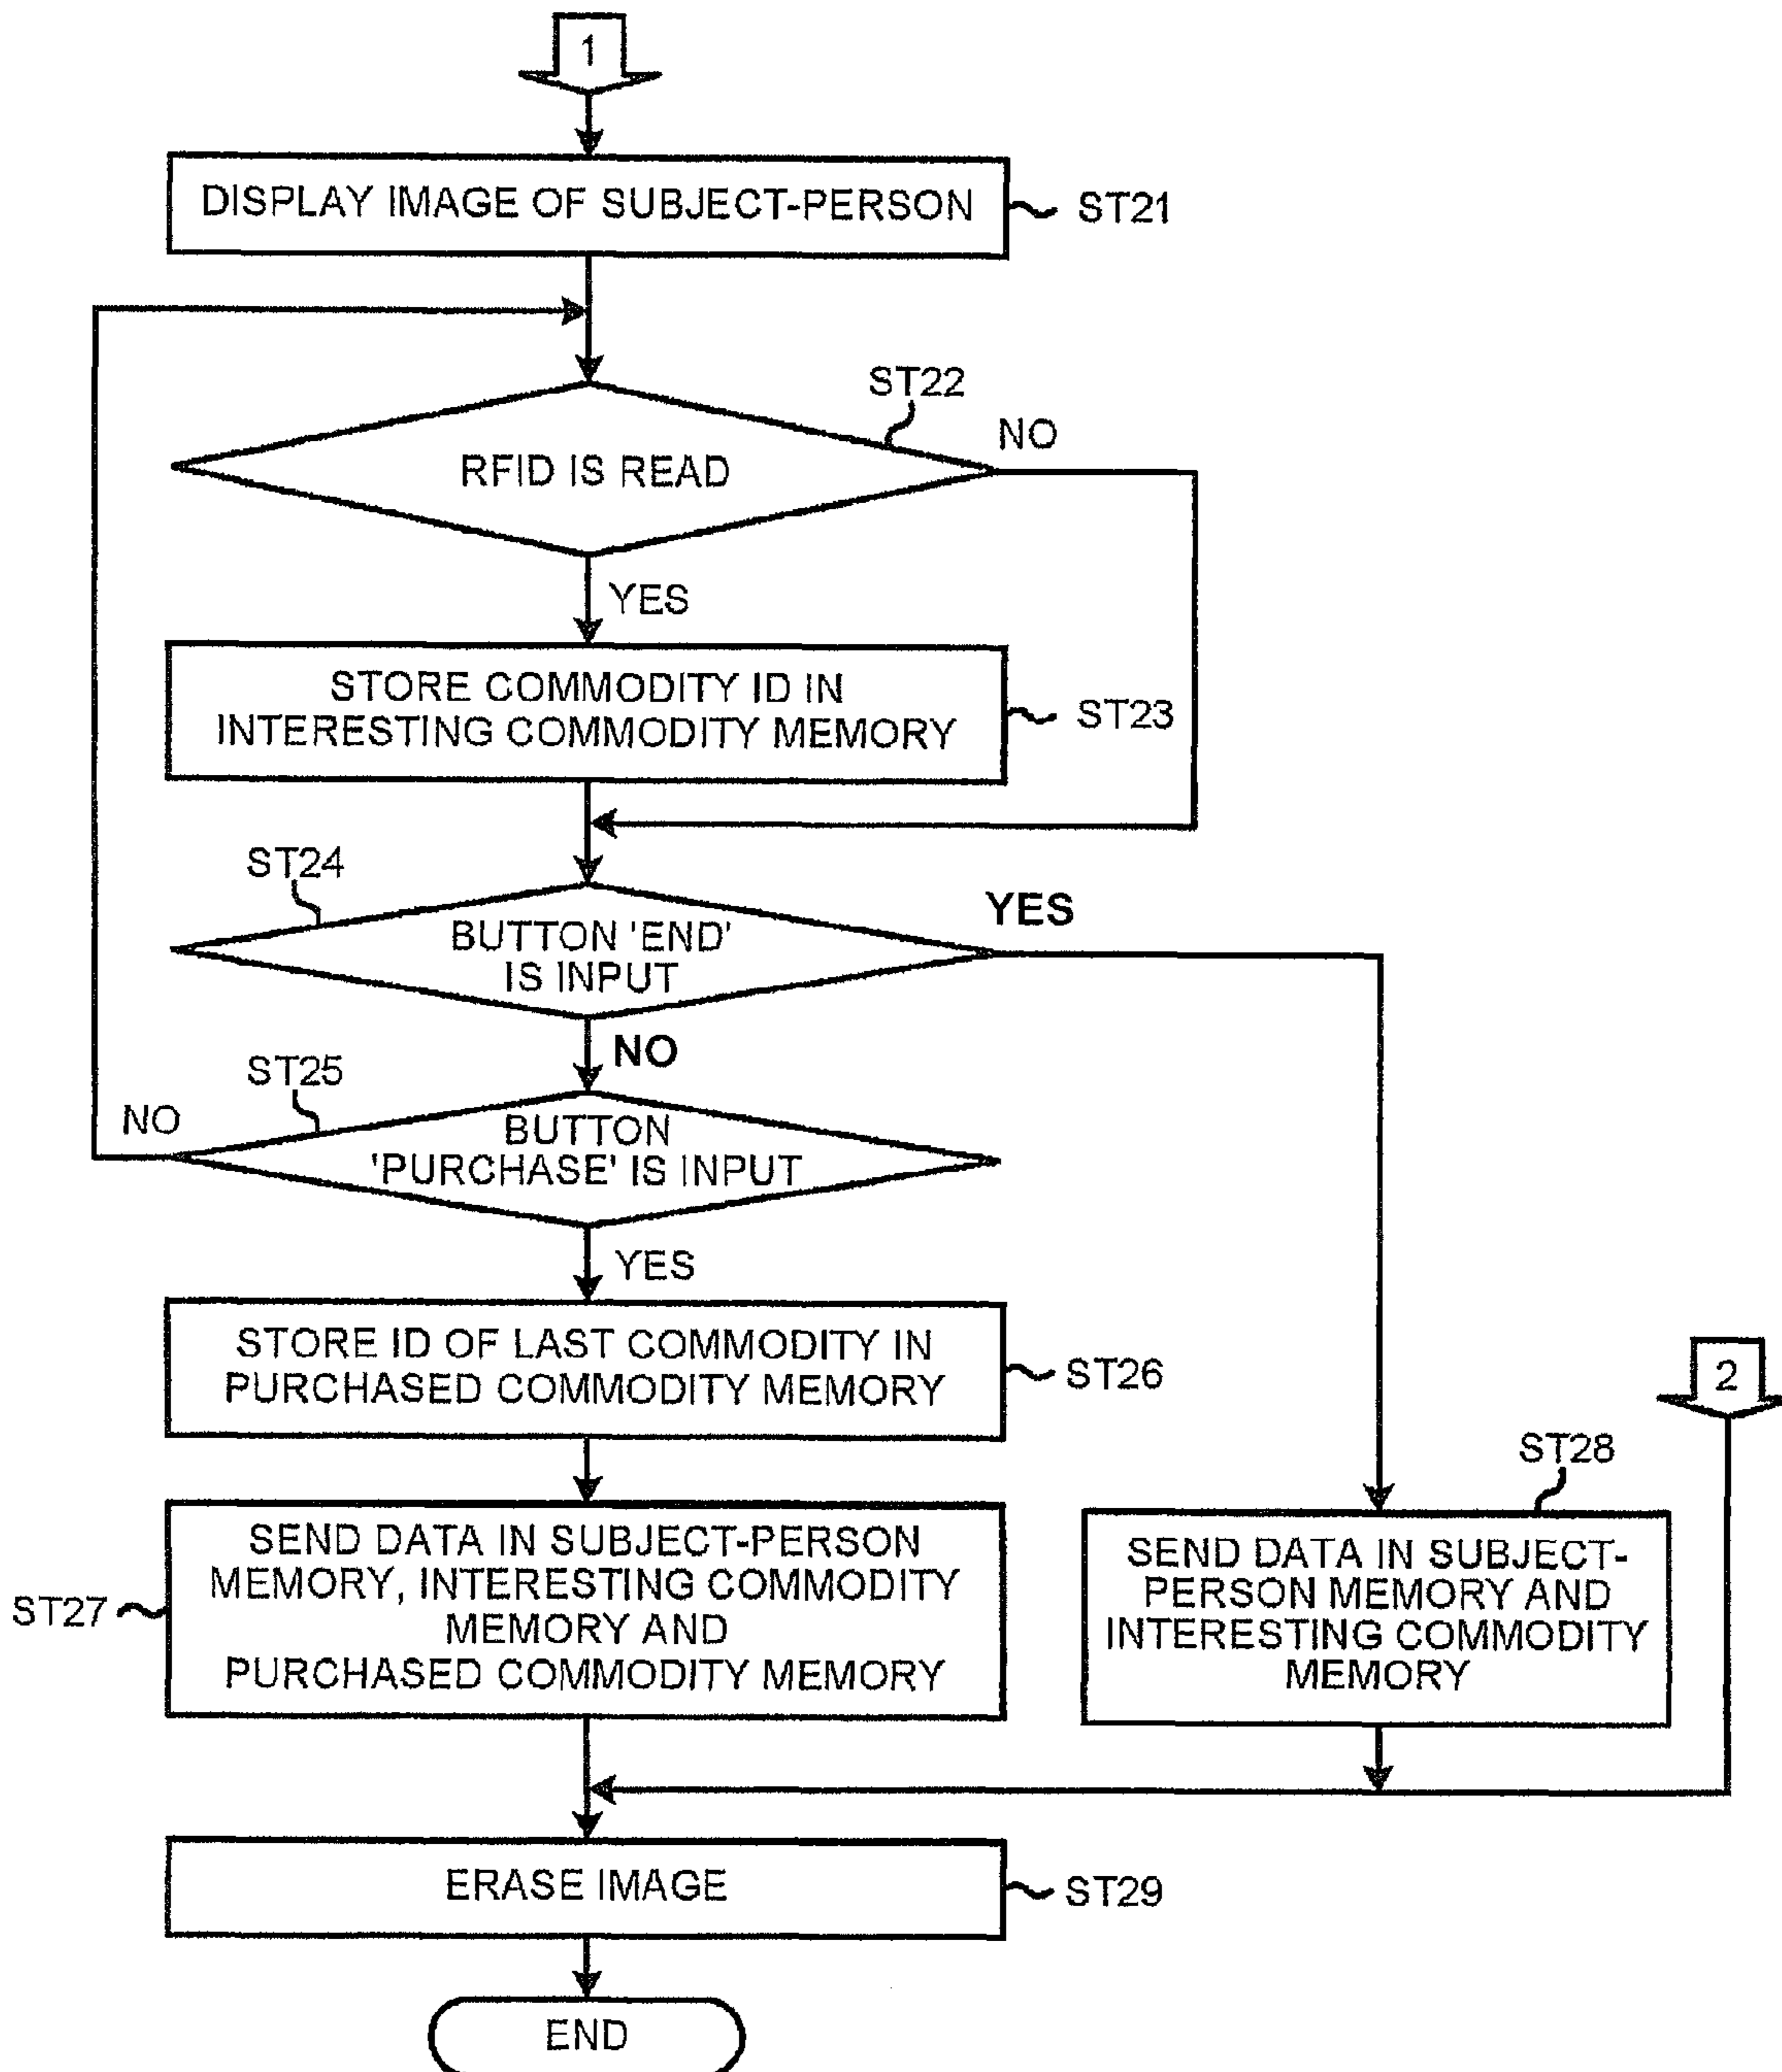 1
DISPLAY IMAGE OF SUBJECT-PERSON
ST21
ST22
NO
RFID IS READ
YES
STORE COMMODITY ID IN
INTERESTING COMMODITY MEMORY
ST23
ST24
YES
BUTTON 'END'
IS INPUT
NO
ST25
NO
BUTTON
'PURCHASE' IS INPUT
YES
STORE ID OF LAST COMMODITY IN
PURCHASED COMMODITY MEMORY
ST26
2
ST28
SEND DATA IN SUBJECT-PERSON
MEMORY, INTERESTING COMMODITY
MEMORY AND
PURCHASED COMMODITY MEMORY
ST27
SEND DATA IN SUBJECT-
PERSON MEMORY AND
INTERESTING COMMODITY
MEMORY
ERASE IMAGE
ST29
END